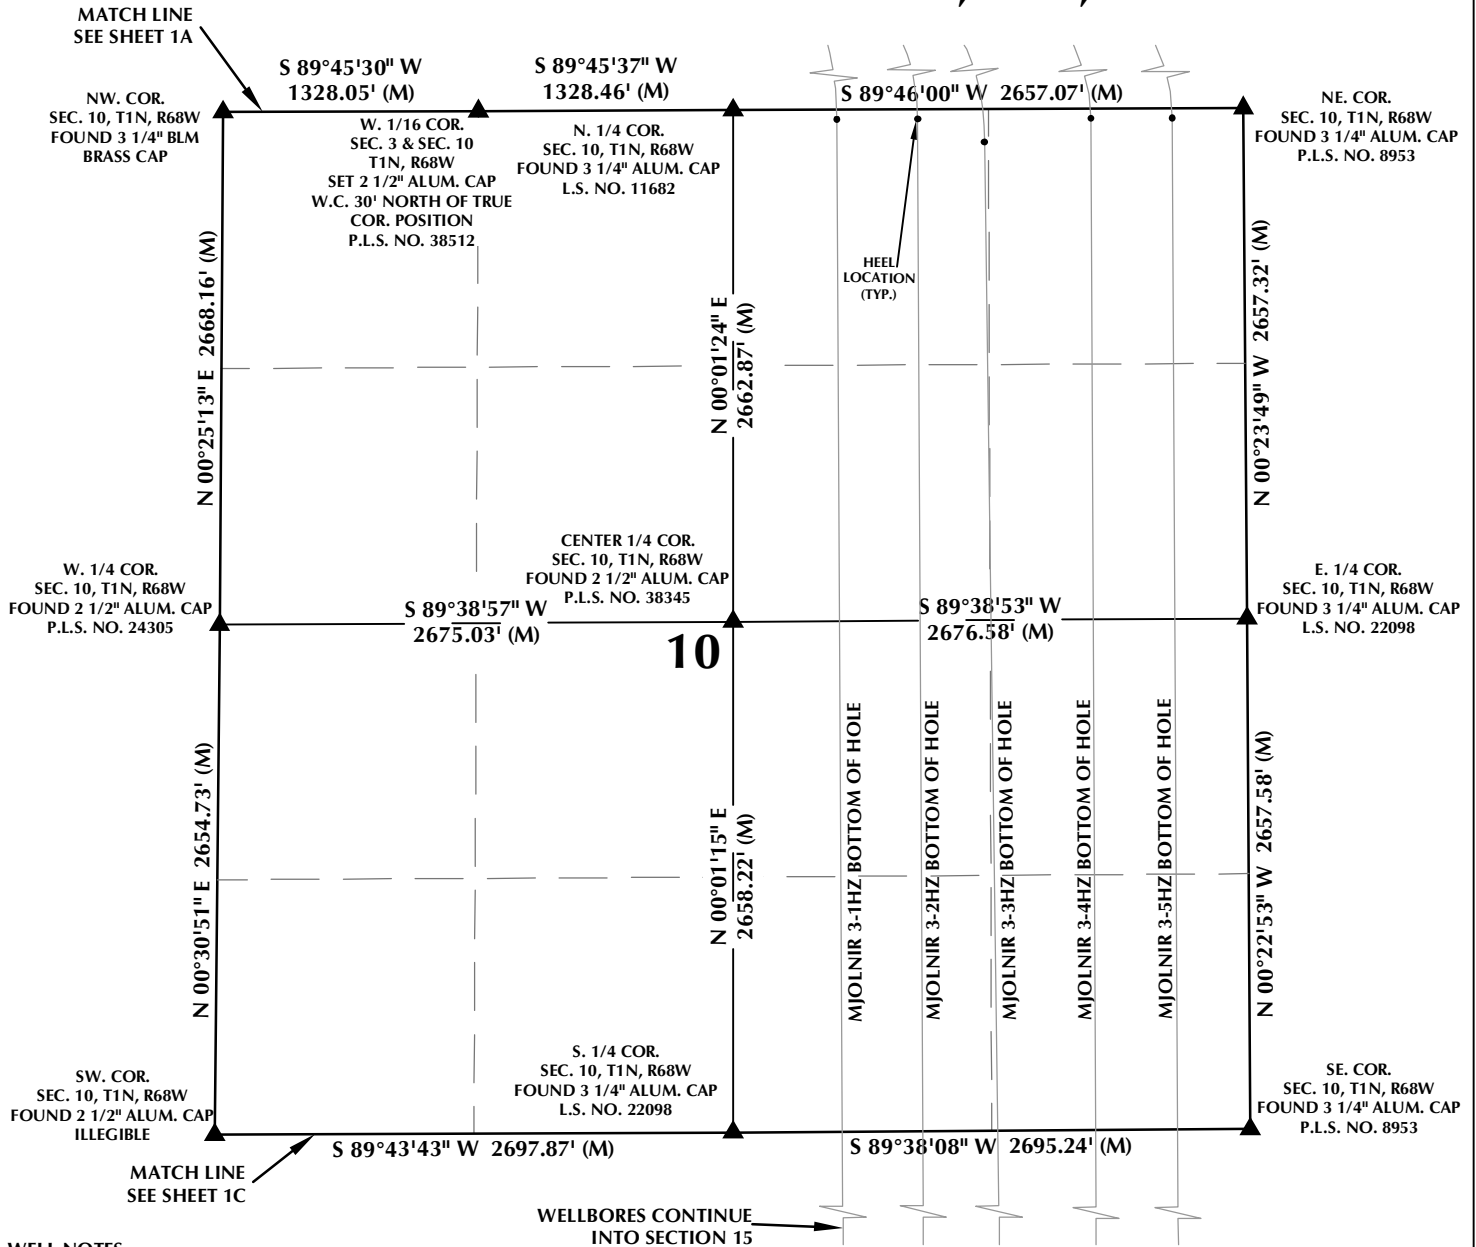 MATCH LINE
SEE SHEET 1A
S 89°45'30" W
1328.05' (M)
S 89°45'37" W
1328.46' (M)
S 89°46'00" W 2657.07' (M)
NW. COR.
SEC. 10, T1N, R68W
FOUND 3 1/4" BLM
BRASS CAP
W. 1/16 COR.
SEC. 3 & SEC. 10
T1N, R68W
SET 2 1/2" ALUM. CAP
W.C. 30' NORTH OF TRUE
COR. POSITION
P.L.S. NO. 38512
N. 1/4 COR.
SEC. 10, T1N, R68W
FOUND 3 1/4" ALUM. CAP
L.S. NO. 11682
NE. COR.
SEC. 10, T1N, R68W
FOUND 3 1/4" ALUM. CAP
P.L.S. NO. 8953
HEEL
LOCATION
(TYP.)
N 00°25'13" E 2668.16' (M)
N 00°01'24" E
2662.87' (M)
N 00°23'49" W 2657.32' (M)
W. 1/4 COR.
SEC. 10, T1N, R68W
FOUND 2 1/2" ALUM. CAP
P.L.S. NO. 24305
CENTER 1/4 COR.
SEC. 10, T1N, R68W
FOUND 2 1/2" ALUM. CAP
P.L.S. NO. 38345
E. 1/4 COR.
SEC. 10, T1N, R68W
FOUND 3 1/4" ALUM. CAP
L.S. NO. 22098
S 89°38'57" W
2675.03' (M)
S 89°38'53" W
2676.58' (M)
10
N 00°30'51" E 2654.73' (M)
N 00°01'15" E
2658.22' (M)
MJOLNIR 3-1HZ BOTTOM OF HOLE
MJOLNIR 3-2HZ BOTTOM OF HOLE
MJOLNIR 3-3HZ BOTTOM OF HOLE
MJOLNIR 3-4HZ BOTTOM OF HOLE
MJOLNIR 3-5HZ BOTTOM OF HOLE
N 00°22'53" W 2657.58' (M)
SW. COR.
SEC. 10, T1N, R68W
FOUND 2 1/2" ALUM. CAP
ILLEGIBLE
S. 1/4 COR.
SEC. 10, T1N, R68W
FOUND 3 1/4" ALUM. CAP
L.S. NO. 22098
SE. COR.
SEC. 10, T1N, R68W
FOUND 3 1/4" ALUM. CAP
P.L.S. NO. 8953
S 89°43'43" W 2697.87' (M)
S 89°38'08" W 2695.24' (M)
MATCH LINE
SEE SHEET 1C
WELLBORES CONTINUE
INTO SECTION 15
WELL NOTES